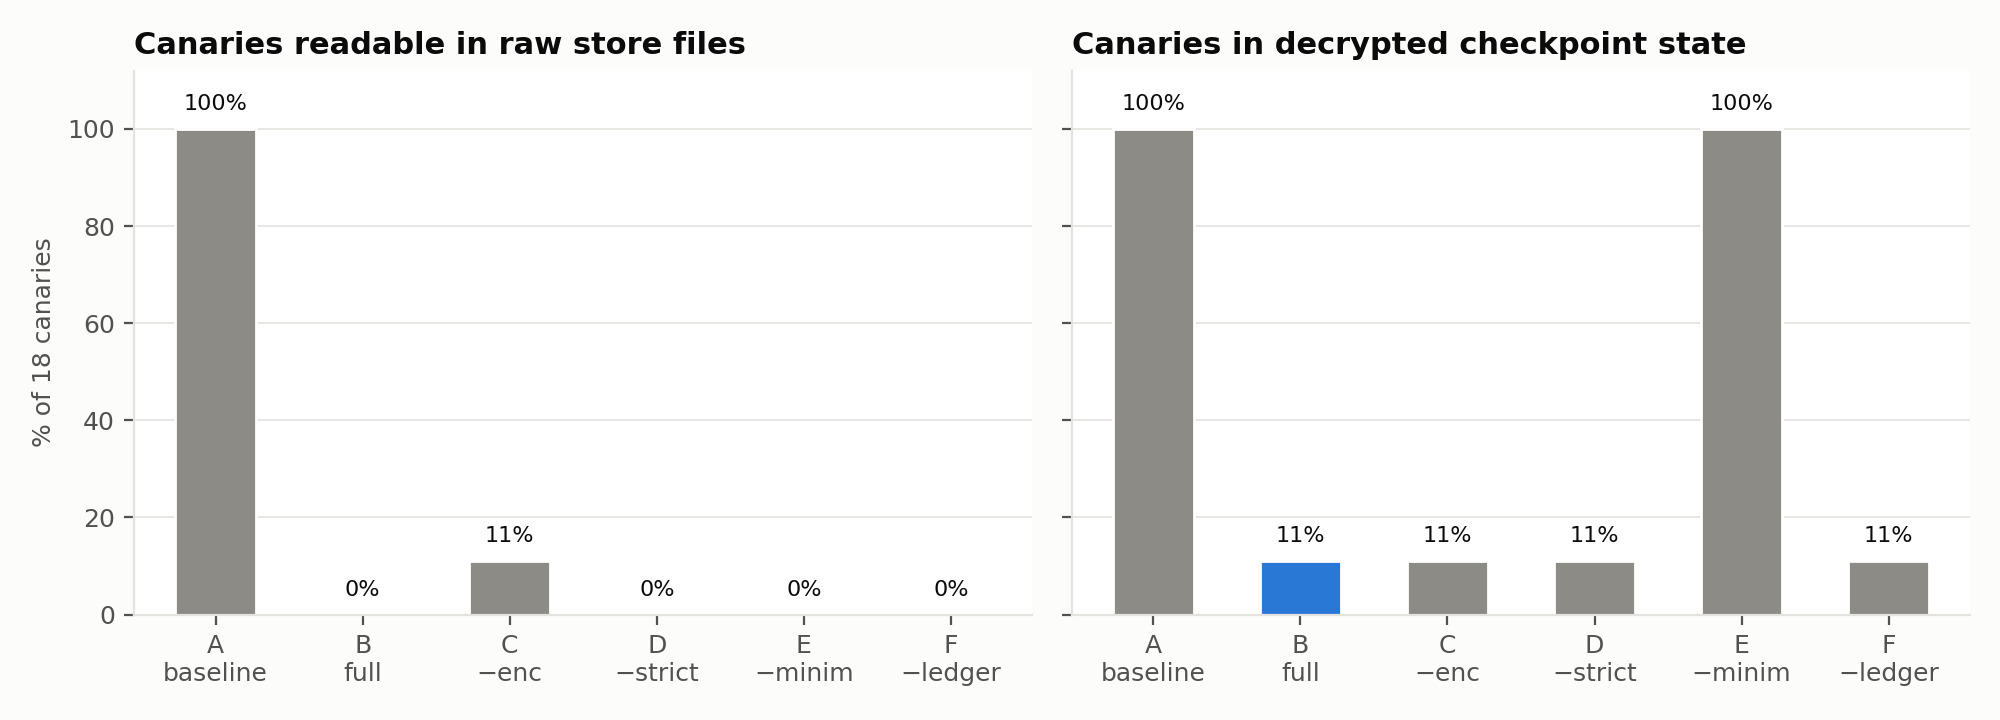 Canaries readable in raw store files
% of 18 canaries
100
80
60
40
20
0
100%
0%
11%
0%
0%
0%
A
baseline
B
full
C
−enc
D
−strict
E
−minim
F
−ledger
Canaries in decrypted checkpoint state
100%
11%
11%
11%
100%
11%
A
baseline
B
full
C
−enc
D
−strict
E
−minim
F
−ledger